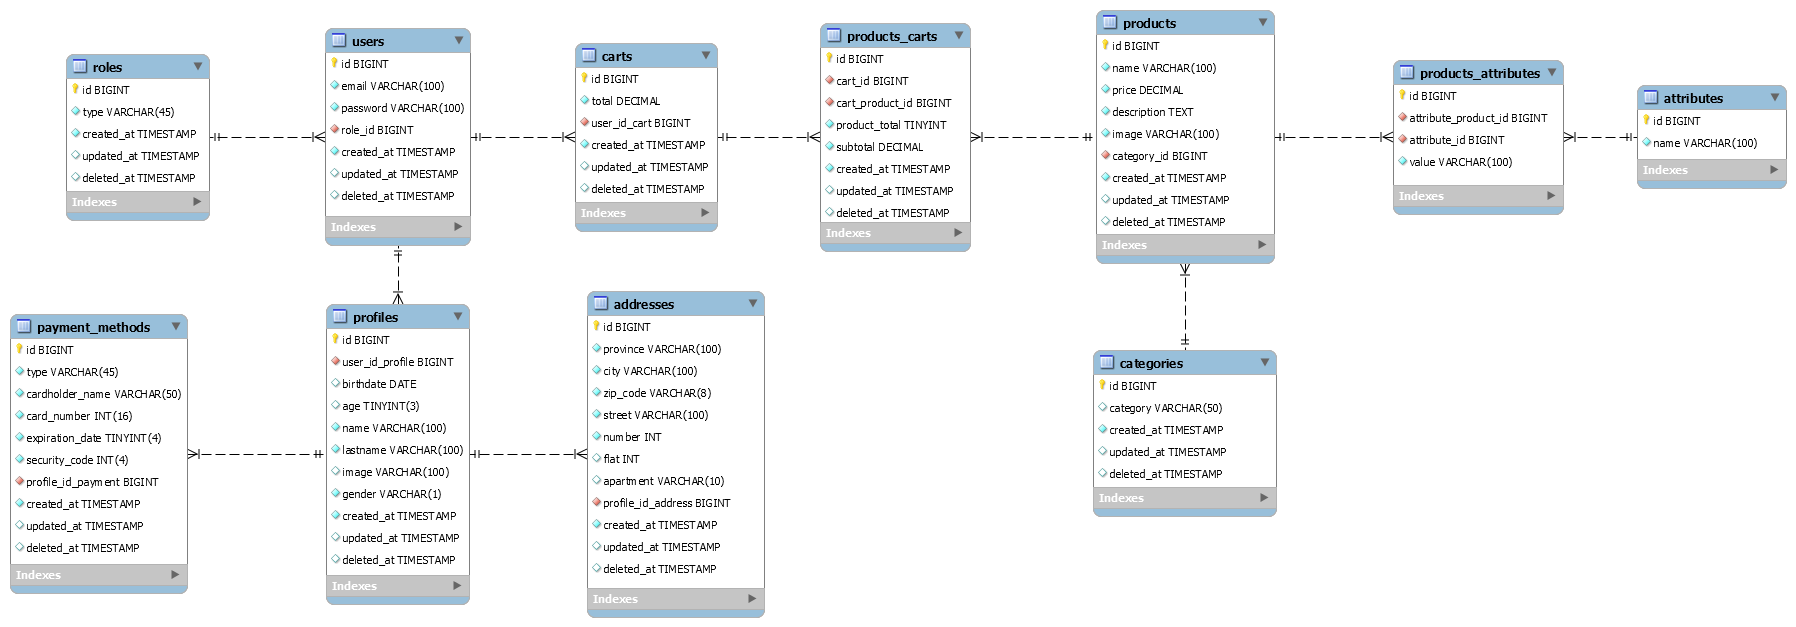 roles
id BIGINT
type VARCHAR(45)
created_at TIMESTAMP
updated_at TIMESTAMP
deleted_at TIMESTAMP
Indexes
users
id BIGINT
email VARCHAR(100)
password VARCHAR(100)
role_id BIGINT
created_at TIMESTAMP
updated_at TIMESTAMP
deleted_at TIMESTAMP
Indexes
carts
id BIGINT
total DECIMAL
user_id_cart BIGINT
created_at TIMESTAMP
updated_at TIMESTAMP
deleted_at TIMESTAMP
Indexes
products_carts
id BIGINT
cart_id BIGINT
cart_product_id BIGINT
product_total TINYINT
subtotal DECIMAL
created_at TIMESTAMP
updated_at TIMESTAMP
deleted_at TIMESTAMP
Indexes
products
id BIGINT
name VARCHAR(100)
price DECIMAL
description TEXT
image VARCHAR(100)
category_id BIGINT
created_at TIMESTAMP
updated_at TIMESTAMP
deleted_at TIMESTAMP
Indexes
products_attributes
id BIGINT
attribute_product_id BIGINT
attribute_id BIGINT
value VARCHAR(100)
Indexes
attributes
id BIGINT
name VARCHAR(100)
Indexes
payment_methods
id BIGINT
type VARCHAR(45)
cardholder_name VARCHAR(50)
card_number INT(16)
expiration_date TINYINT(4)
security_code INT(4)
profile_id_payment BIGINT
created_at TIMESTAMP
updated_at TIMESTAMP
deleted_at TIMESTAMP
Indexes
profiles
id BIGINT
user_id_profile BIGINT
birthdate DATE
age TINYINT(3)
name VARCHAR(100)
lastname VARCHAR(100)
image VARCHAR(100)
gender VARCHAR(1)
created_at TIMESTAMP
updated_at TIMESTAMP
deleted_at TIMESTAMP
Indexes
addresses
id BIGINT
province VARCHAR(100)
city VARCHAR(100)
zip_code VARCHAR(8)
street VARCHAR(100)
number INT
flat INT
apartment VARCHAR(10)
profile_id_address BIGINT
created_at TIMESTAMP
updated_at TIMESTAMP
deleted_at TIMESTAMP
Indexes
categories
id BIGINT
category VARCHAR(50)
created_at TIMESTAMP
updated_at TIMESTAMP
deleted_at TIMESTAMP
Indexes